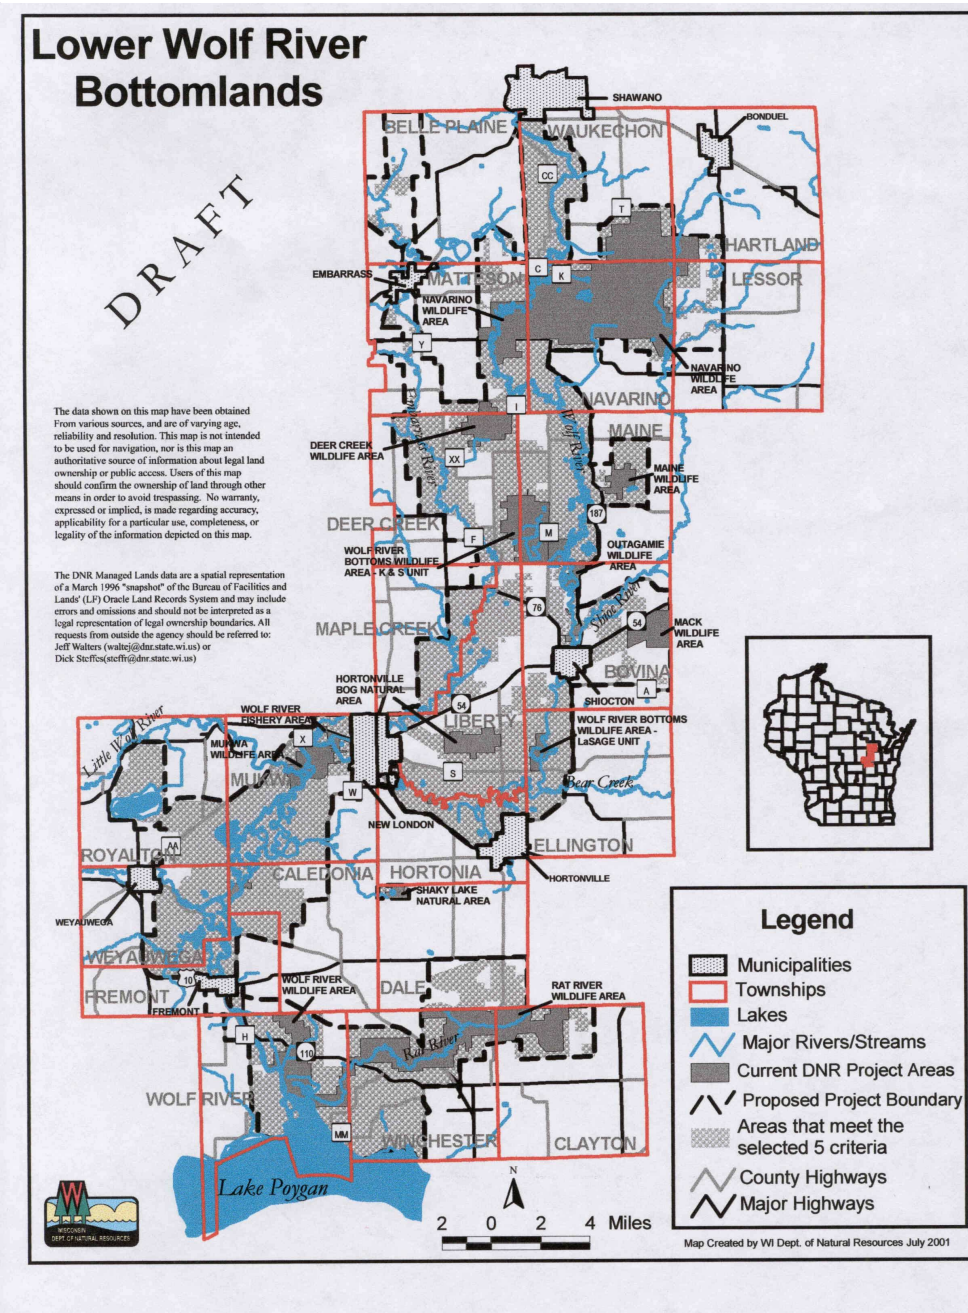 Lower Wolf River
Bottomlands
DRAFT
SHAWANO
BONDUEL
BELLE PLAINE
WAUKECHON
CC
T
HARTLAND
EMBARRASS
MATTESON
C
K
LESSOR
NAVARINO
WILDLIFE
AREA
Y
NAVARINO
WILDLIFE
AREA
I
NAVARINO
Embarrass River
Wolf River
MAINE
The data shown on this map have been obtained
From various sources, and are of varying age,
reliability and resolution. This map is not intended
to be used for navigation, nor is this map an
authoritative source of information about legal land
ownership or public access. Users of this map
should confirm the ownership of land through other
means in order to avoid trespassing. No warranty,
expressed or implied, is made regarding accuracy,
applicability for a particular use, completeness, or
legality of the information depicted on this map.
DEER CREEK
WILDLIFE AREA
XX
MAINE
WILDLIFE
AREA
187
DEER CREEK
F
M
WOLF RIVER
BOTTOMS WILDLIFE
AREA - K & S UNIT
OUTAGAMIE
WILDLIFE
AREA
The DNR Managed Lands data are a spatial representation
of a March 1996 "snapshot" of the Bureau of Facilities and
Lands' (LF) Oracle Land Records System and may include
errors and omissions and should not be interpreted as a
legal representation of legal ownership boundaries. All
requests from outside the agency should be referred to:
Jeff Walters (waltej@dnr.state.wi.us) or
Dick Steffes(steffr@dnr.state.wi.us)
76
Shioc River
54
MACK
WILDLIFE
AREA
MAPLE CREEK
BOVINA
HORTONVILLE
BOG NATURAL
AREA
A
SHIOCTON
54
WOLF RIVER
FISHERY AREA
LIBERTY
WOLF RIVER BOTTOMS
WILDLIFE AREA -
LaSAGE UNIT
Little Wolf River
X
MUKWA
WILDLIFE AREA
MUKWA
S
W
Bear Creek
NEW LONDON
AA
ROYALTON
ELLINGTON
CALEDONIA
HORTONIA
HORTONVILLE
SHAKY LAKE
NATURAL AREA
WEYAUWEGA
WEYAUWEGA
10
FREMONT
FREMONT
WOLF RIVER
WILDLIFE AREA
DALE
RAT RIVER
WILDLIFE AREA
H
110
Rat River
WOLF RIVER
MM
WINCHESTER
CLAYTON
Lake Poygan
Legend
Municipalities
Townships
Lakes
Major Rivers/Streams
Current DNR Project Areas
Proposed Project Boundary
Areas that meet the
selected 5 criteria
County Highways
Major Highways
N
2 0 2 4 Miles
W
WISCONSIN
DEPT. OF NATURAL RESOURCES
Map Created by WI Dept. of Natural Resources July 2001